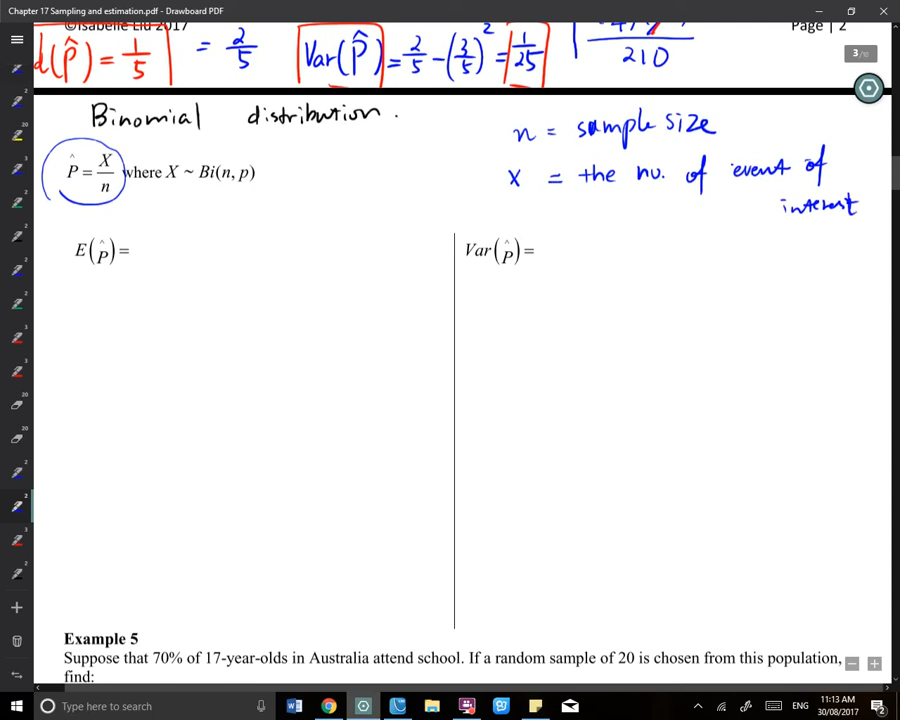 Chapter 17 Sampling and estimation.pdf - Drawboard PDF
©Isabelle Liu 2017
Page | 2
3 / 10
d(P̂) = 1/5
= 2/5
Var(P̂) = 2/5 - (3/5)² = 1/25
210
Binomial distribution.
n = sample size
P̂ = X/n where X ~ Bi(n, p)
x = the no. of event of
interest
E(P̂) =
Var(P̂) =
Example 5
Suppose that 70% of 17-year-olds in Australia attend school. If a random sample of 20 is chosen from this population,
find:
Type here to search
ENG
11:13 AM
30/08/2017